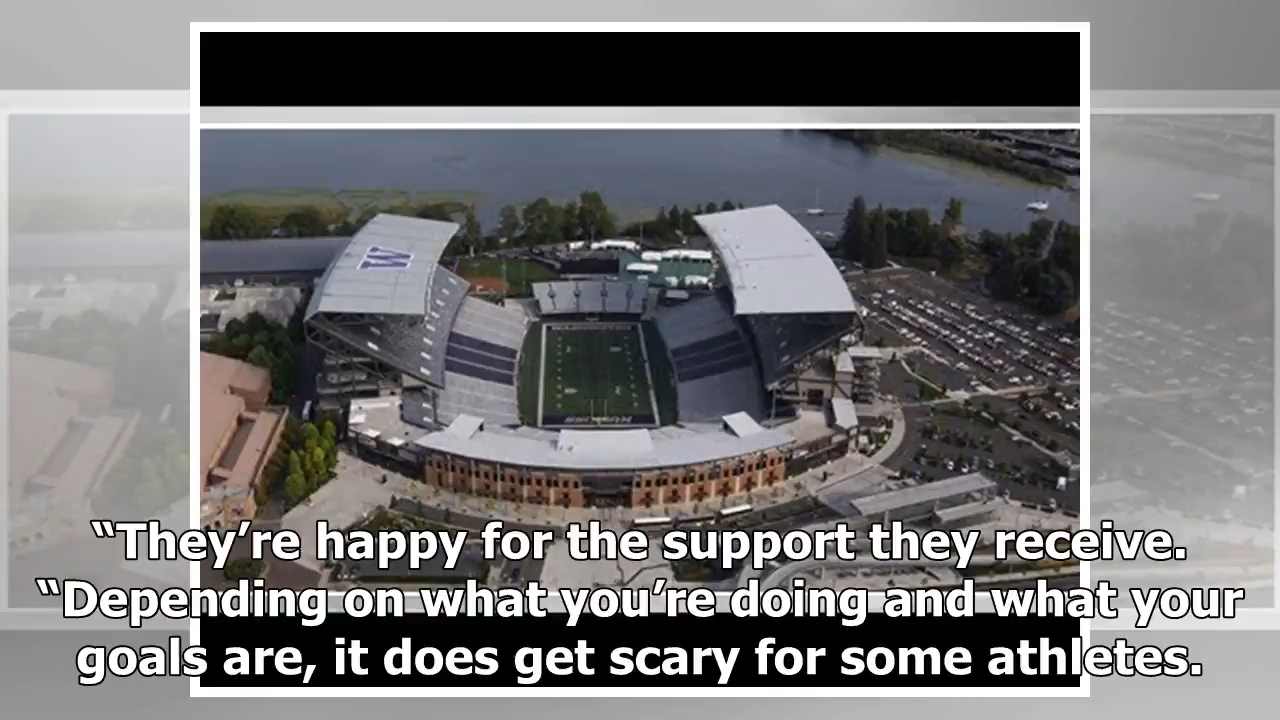 W
“They’re happy for the support they receive.
“Depending on what you’re doing and what your
goals are, it does get scary for some athletes.